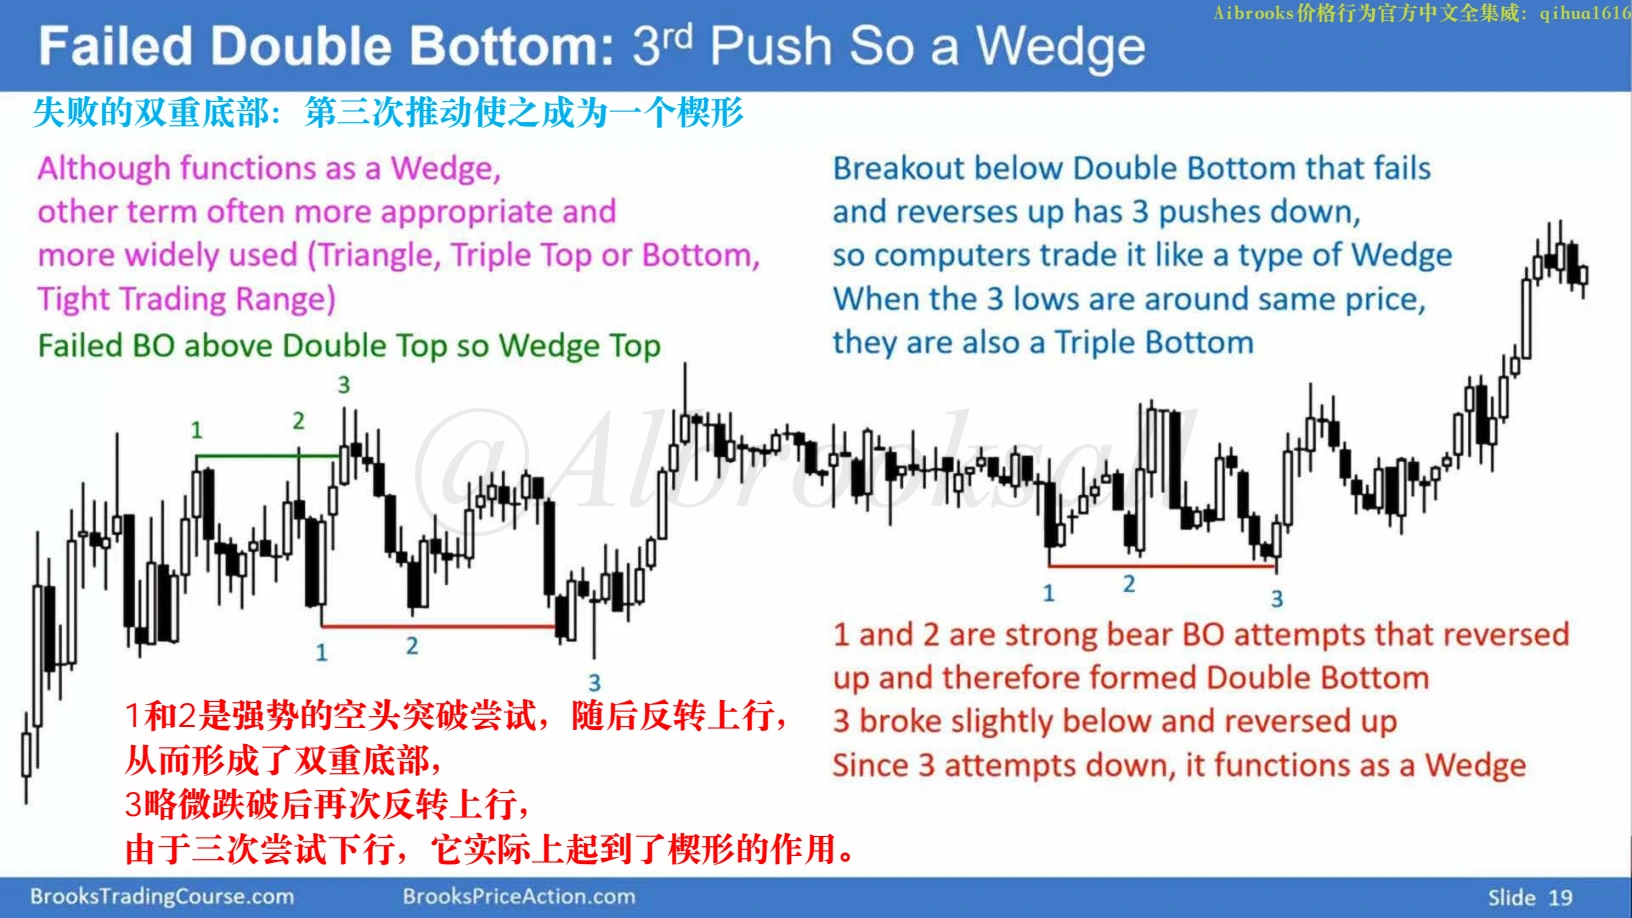 Aibrooks价格行为官方中文全集威：qihua1616
Failed Double Bottom: 3rd Push So a Wedge
失败的双重底部：第三次推动使之成为一个楔形
Although functions as a Wedge,
other term often more appropriate and
more widely used (Triangle, Triple Top or Bottom,
Tight Trading Range)
Failed BO above Double Top so Wedge Top
Breakout below Double Bottom that fails
and reverses up has 3 pushes down,
so computers trade it like a type of Wedge
When the 3 lows are around same price,
they are also a Triple Bottom
1
2
3
@Albrooksall
1
2
3
1
2
3
1 and 2 are strong bear BO attempts that reversed
up and therefore formed Double Bottom
3 broke slightly below and reversed up
Since 3 attempts down, it functions as a Wedge
1和2是强势的空头突破尝试，随后反转上行，
从而形成了双重底部，
3略微跌破后再次反转上行，
由于三次尝试下行，它实际上起到了楔形的作用。
BrooksTradingCourse.com
BrooksPriceAction.com
Slide 19